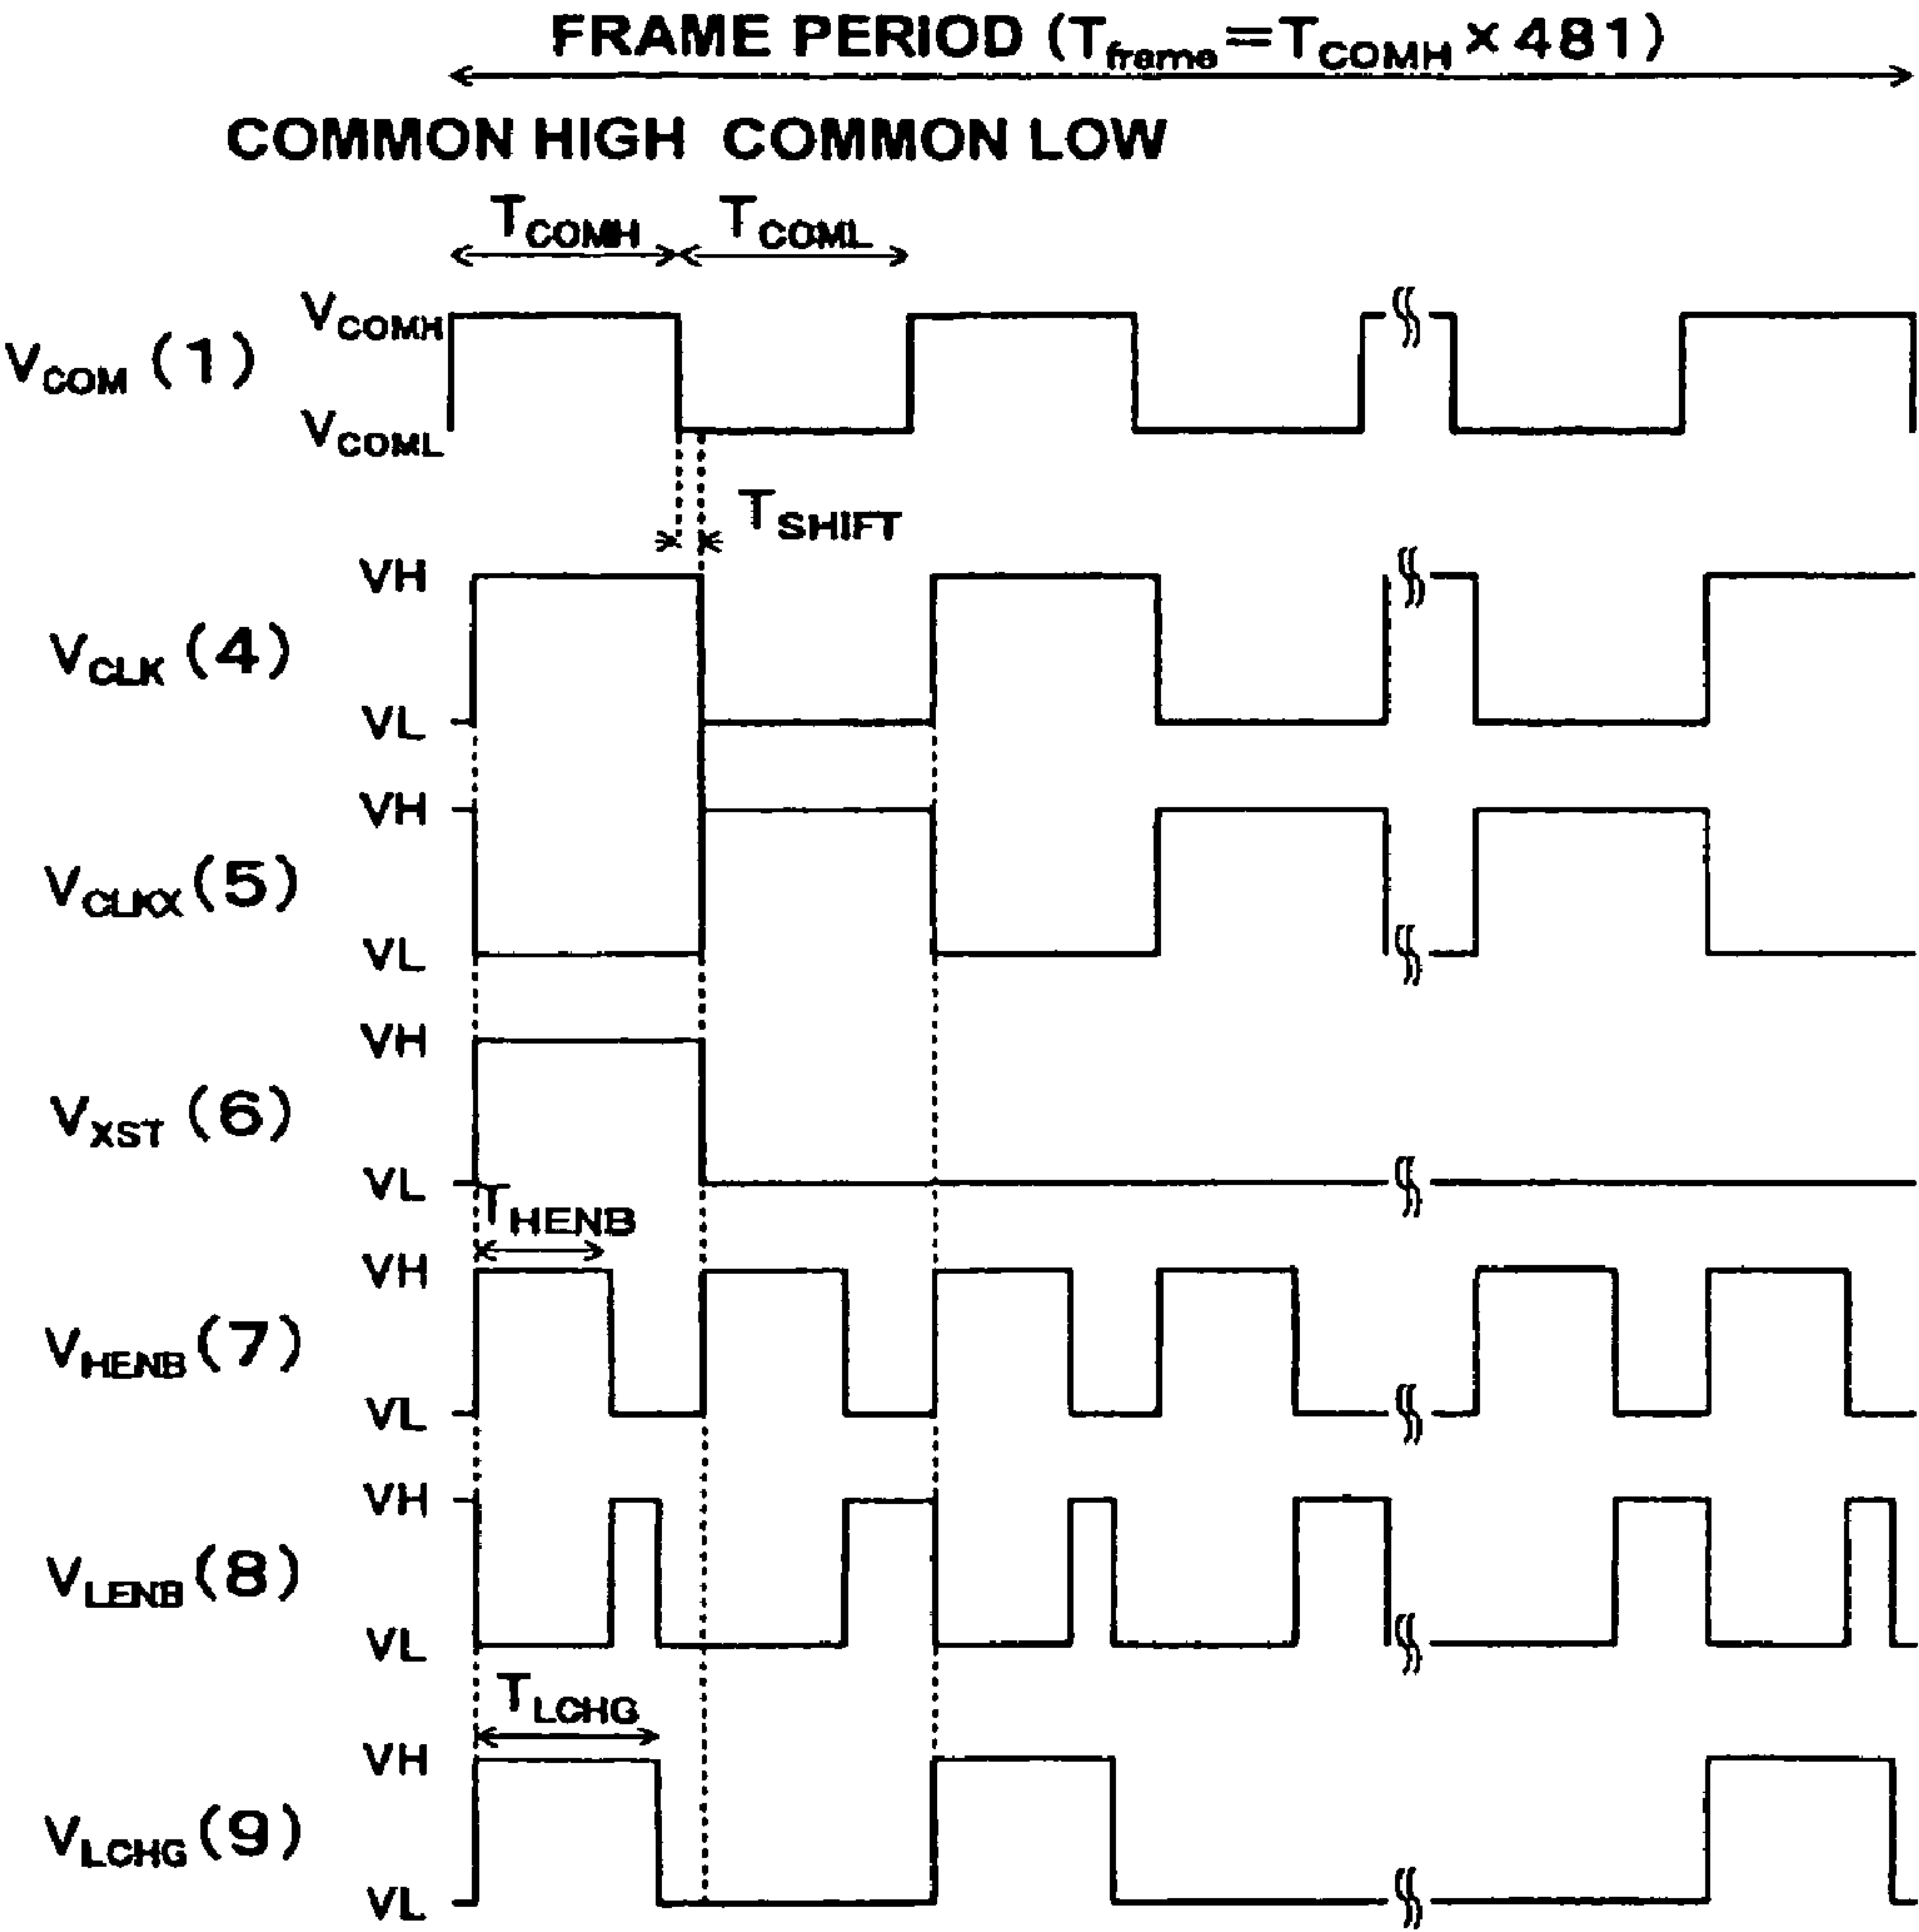 FRAME PERIOD (Tframe=TCOMH×481)
COMMON HIGH COMMON LOW
TCOMH TCOML
VCOM (1) VCOMH
VCOML
TSHIFT
VCLK (4) VH
VL
VCLKX (5) VH
VL
VXST (6) VH
VL
THENB
VHENB (7) VH
VL
VLENB (8) VH
VL
TLCHG
VLCHG (9) VH
VL